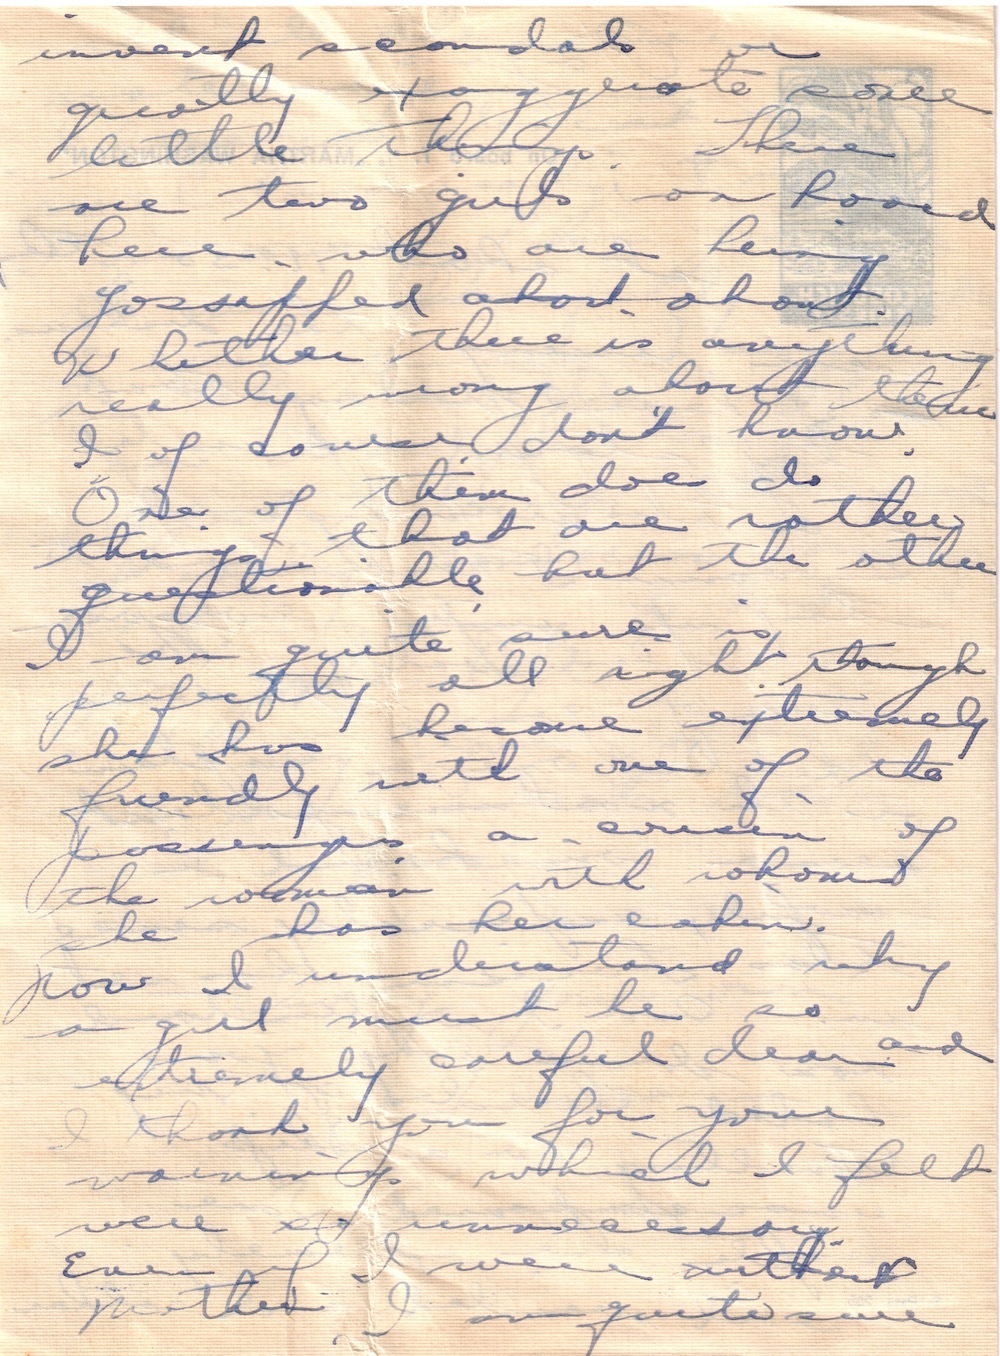 invent scandals or
greatly exaggerate some
little thing. There
are two girls on board
here who are being
gossipped about about.
Whether there is anything
really wrong about them
I of course don't know.
One of them does do
things that are rather
questionable but the other
I am quite sure is
perfectly all right though
she has become extremely
friendly with one of the
passengers a cousin of
the woman with whom
she has her cabin.
now I understand why
a girl must be so
extremely careful dear and
I thank you for your
warnings which I felt
were so unnecessary.
Even if I were without
Mother I am quite sure